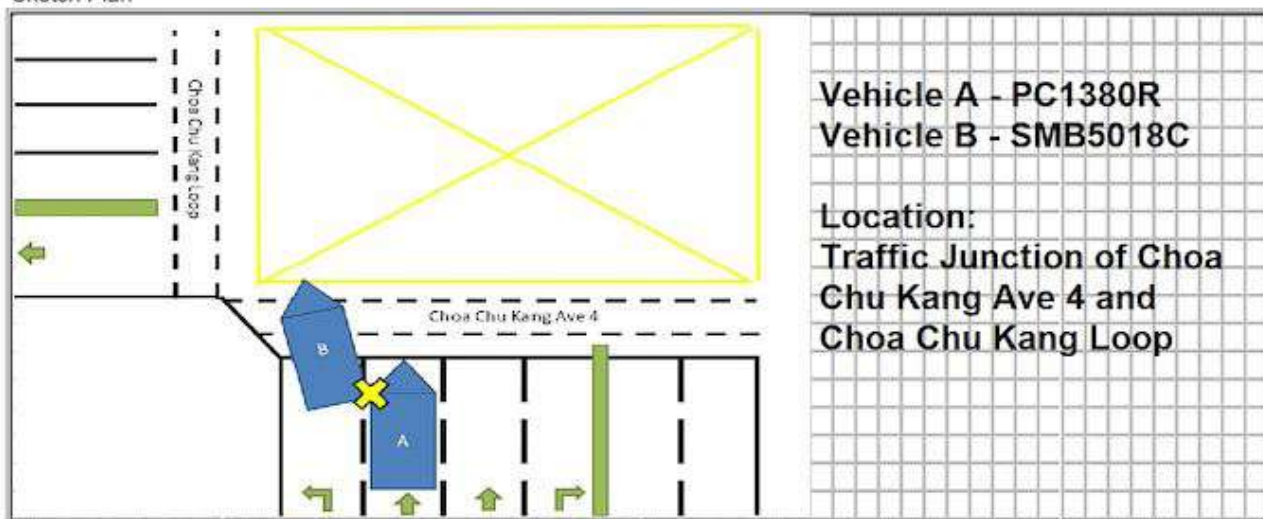 Sketch Plan
Choa Chu Kang Loop
Choa Chu Kang Ave 4
B
A
Vehicle A - PC1380R
Vehicle B - SMB5018C
Location:
Traffic Junction of Choa
Chu Kang Ave 4 and
Choa Chu Kang Loop